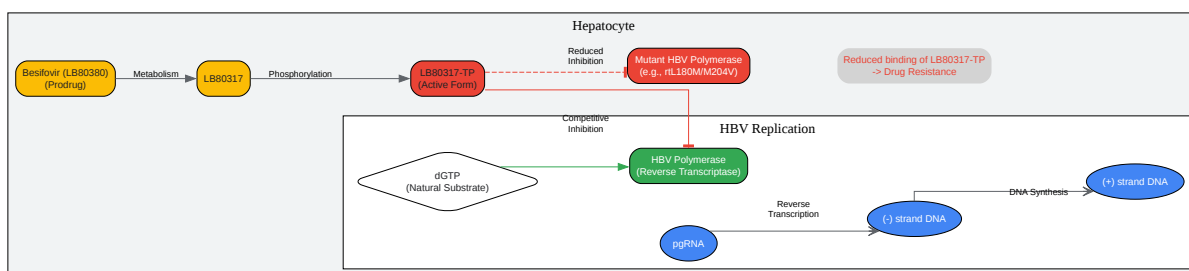 Hepatocyte
Besifovir (LB80380)
(Prodrug)
Metabolism
LB80317
Phosphorylation
LB80317-TP
(Active Form)
Reduced
Inhibition
Mutant HBV Polymerase
(e.g., rtL180M/M204V)
Reduced binding of LB80317-TP
-> Drug Resistance
Competitive
Inhibition
HBV Replication
dGTP
(Natural Substrate)
HBV Polymerase
(Reverse Transcriptase)
pgRNA
Reverse
Transcription
(-) strand DNA
DNA Synthesis
(+) strand DNA